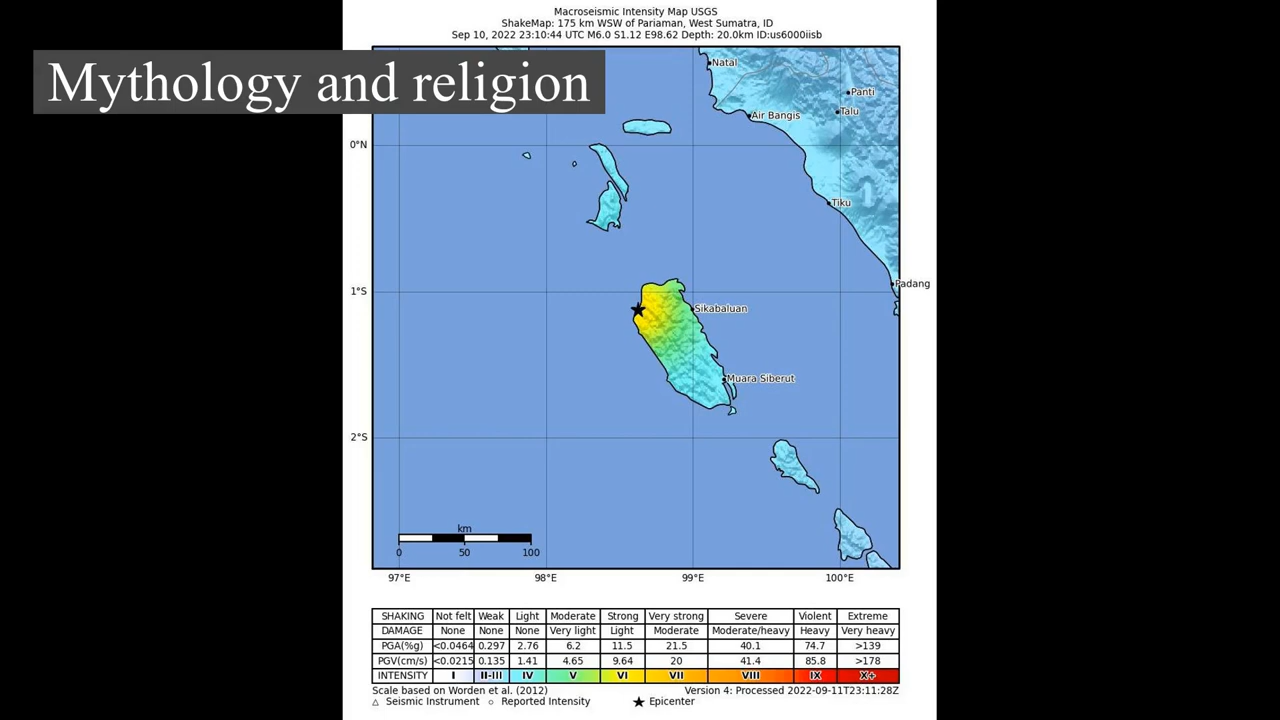 Macroseismic Intensity Map USGS
ShakeMap: 175 km WSW of Pariaman, West Sumatra, ID
Sep 10, 2022 23:10:44 UTC M6.0 S1.12 E98.62 Depth: 20.0km ID:us6000iisb
Mythology and religion
Natal
Panti
Talu
Air Bangis
0°N
Tiku
Padang
1°S
Sikabaluan
Muara Siberut
2°S
km
0 50 100
97°E 98°E 99°E 100°E
SHAKING Not felt Weak Light Moderate Strong Very strong Severe Violent Extreme
DAMAGE None None None Very light Light Moderate Moderate/heavy Heavy Very heavy
PGA(%g) <0.0464 0.297 2.76 6.2 11.5 21.5 40.1 74.7 >139
PGV(cm/s) <0.0215 0.135 1.41 4.65 9.64 20 41.4 85.8 >178
INTENSITY I II-III IV V VI VII VIII IX X+
Scale based on Worden et al. (2012) Version 4: Processed 2022-09-11T23:11:28Z
△ Seismic Instrument ○ Reported Intensity ★ Epicenter